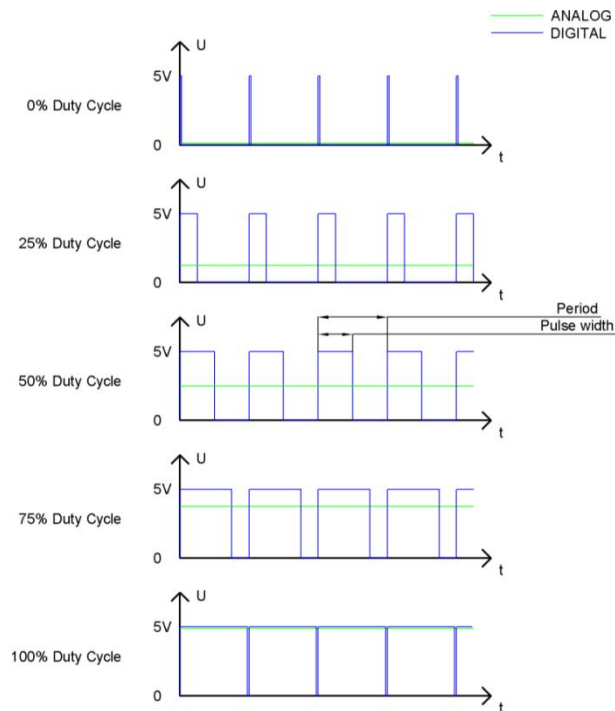 ANALOG
DIGITAL
U
5V
0% Duty Cycle
0
t
U
5V
25% Duty Cycle
0
t
Period
U
Pulse width
5V
50% Duty Cycle
0
t
U
5V
75% Duty Cycle
0
t
U
5V
100% Duty Cycle
0
t